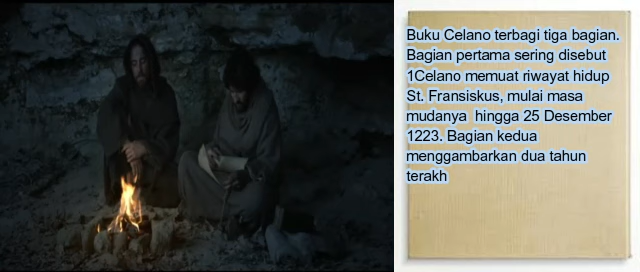 Buku Celano terbagi tiga bagian.
Bagian pertama sering disebut
1Celano memuat riwayat hidup
St. Fransiskus, mulai masa
mudanya  hingga 25 Desember
1223. Bagian kedua
menggambarkan dua tahun
terakh